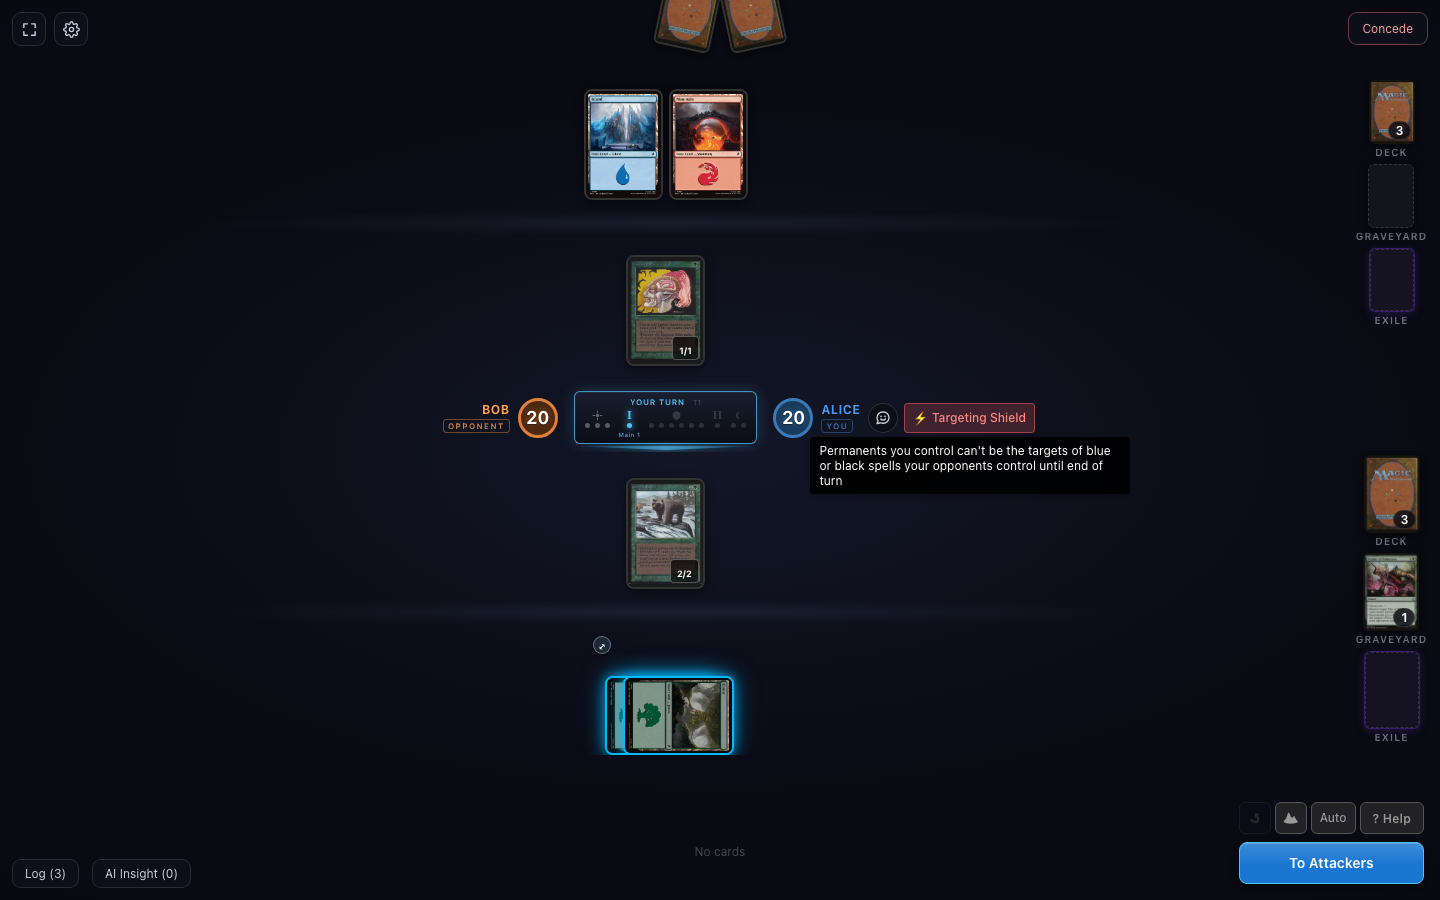 Concede
3
DECK
GRAVEYARD
EXILE
1/1
BOB
OPPONENT
20
YOUR TURN T1
I
II
Main 1
20
ALICE
YOU
⚡ Targeting Shield
Permanents you control can't be the targets of blue
or black spells your opponents control until end of
turn
2/2
3
DECK
1
GRAVEYARD
EXILE
Auto
? Help
To Attackers
No cards
Log (3)
AI Insight (0)